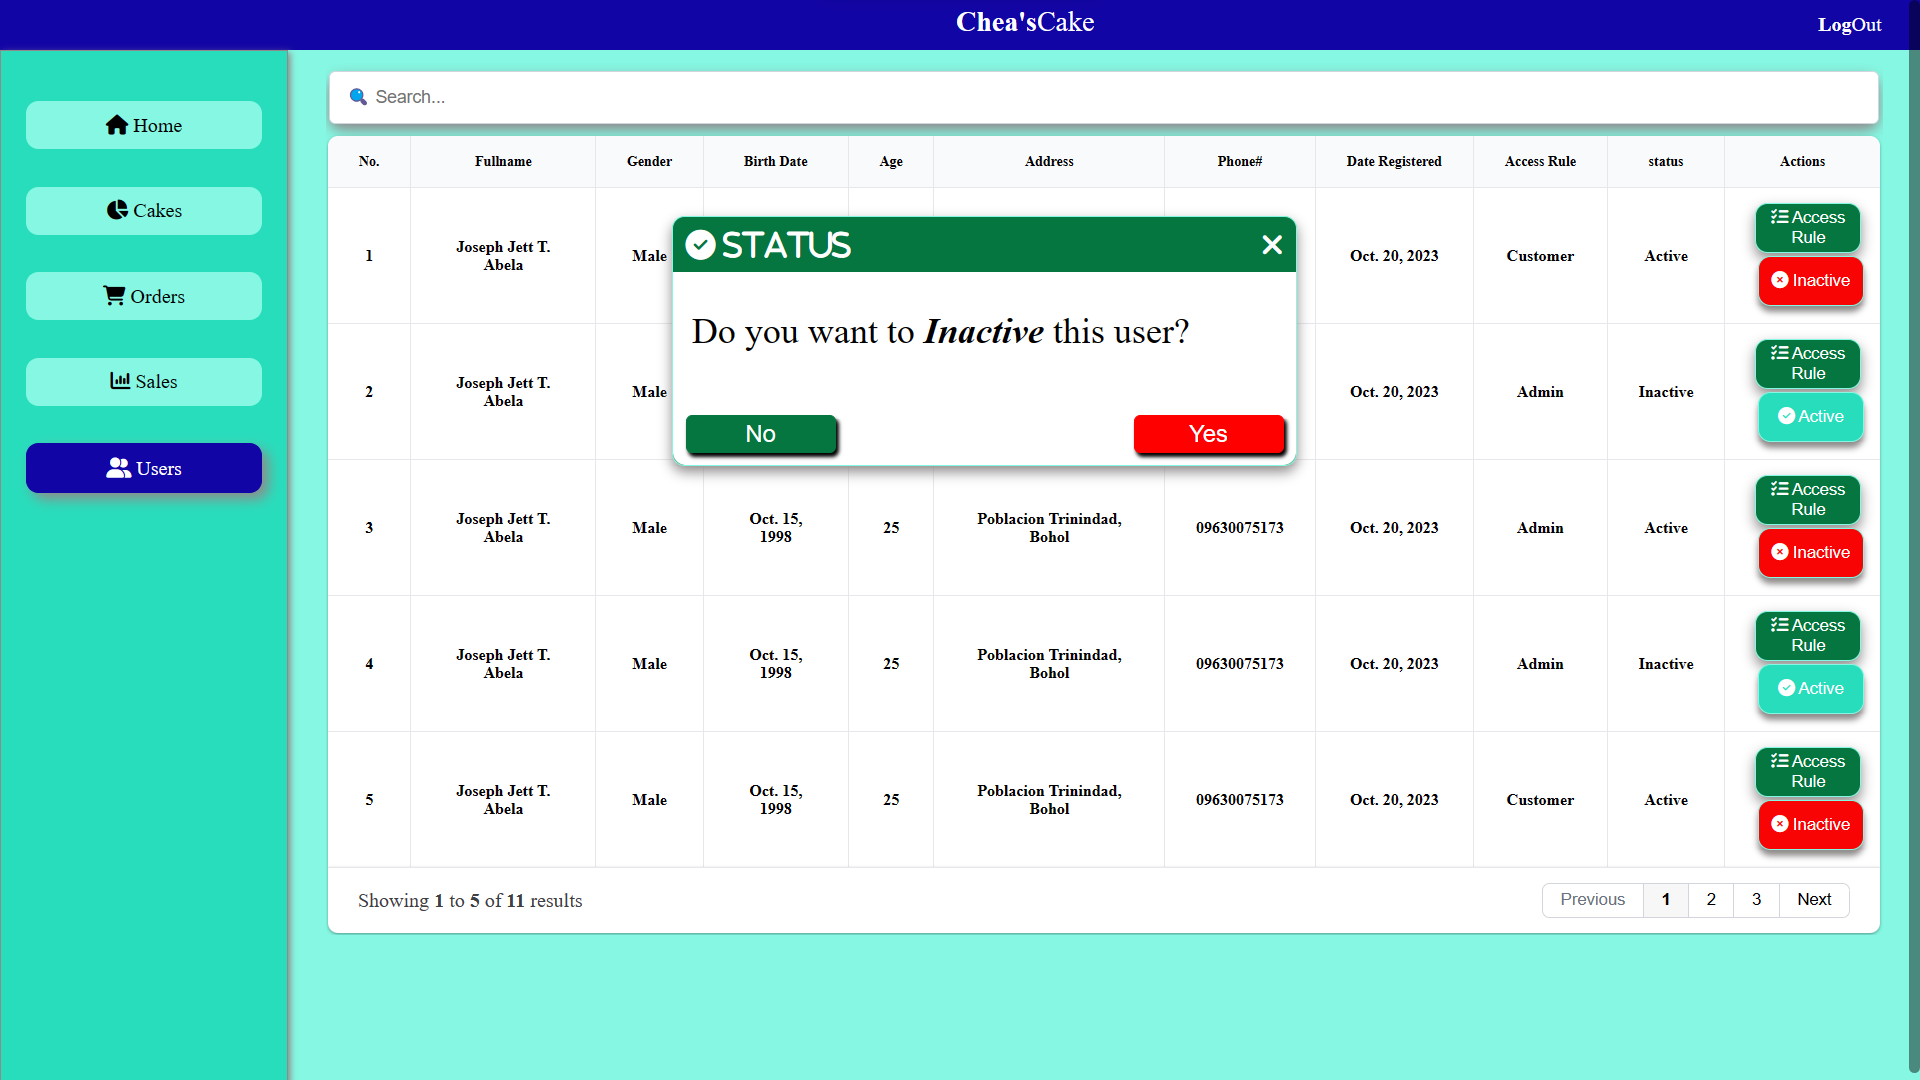 Chea'sCake
LogOut
Home
Cakes
Orders
Sales
Users
Search...
No. Fullname Gender Birth Date Age Address Phone# Date Registered Access Rule status Actions
1 Joseph Jett T. Abela Male Oct. 20, 2023 Customer Active Access Rule Inactive
2 Joseph Jett T. Abela Male Oct. 20, 2023 Admin Inactive Access Rule Active
STATUS
Do you want to Inactive this user?
No Yes
3 Joseph Jett T. Abela Male Oct. 15, 1998 25 Poblacion Trinindad, Bohol 09630075173 Oct. 20, 2023 Admin Active Access Rule Inactive
4 Joseph Jett T. Abela Male Oct. 15, 1998 25 Poblacion Trinindad, Bohol 09630075173 Oct. 20, 2023 Admin Inactive Access Rule Active
5 Joseph Jett T. Abela Male Oct. 15, 1998 25 Poblacion Trinindad, Bohol 09630075173 Oct. 20, 2023 Customer Active Access Rule Inactive
Showing 1 to 5 of 11 results
Previous 1 2 3 Next